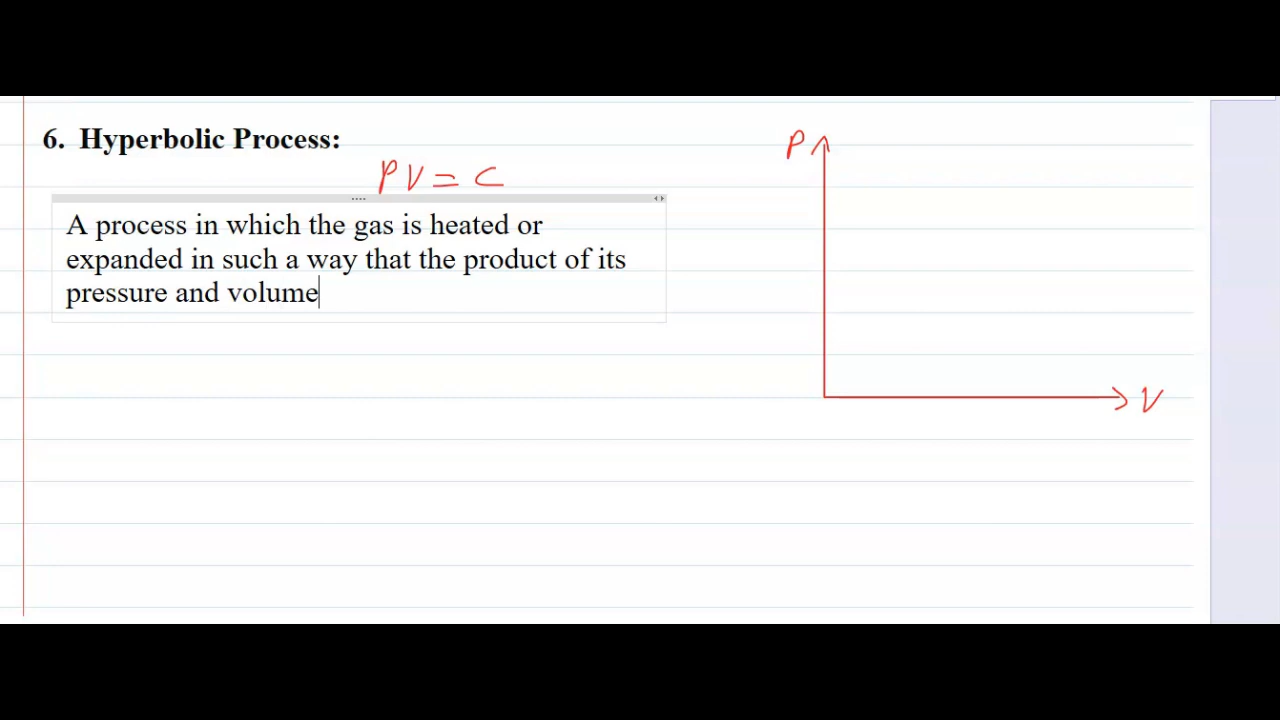 6. Hyperbolic Process:
PV = C
A process in which the gas is heated or
expanded in such a way that the product of its
pressure and volume
P
V